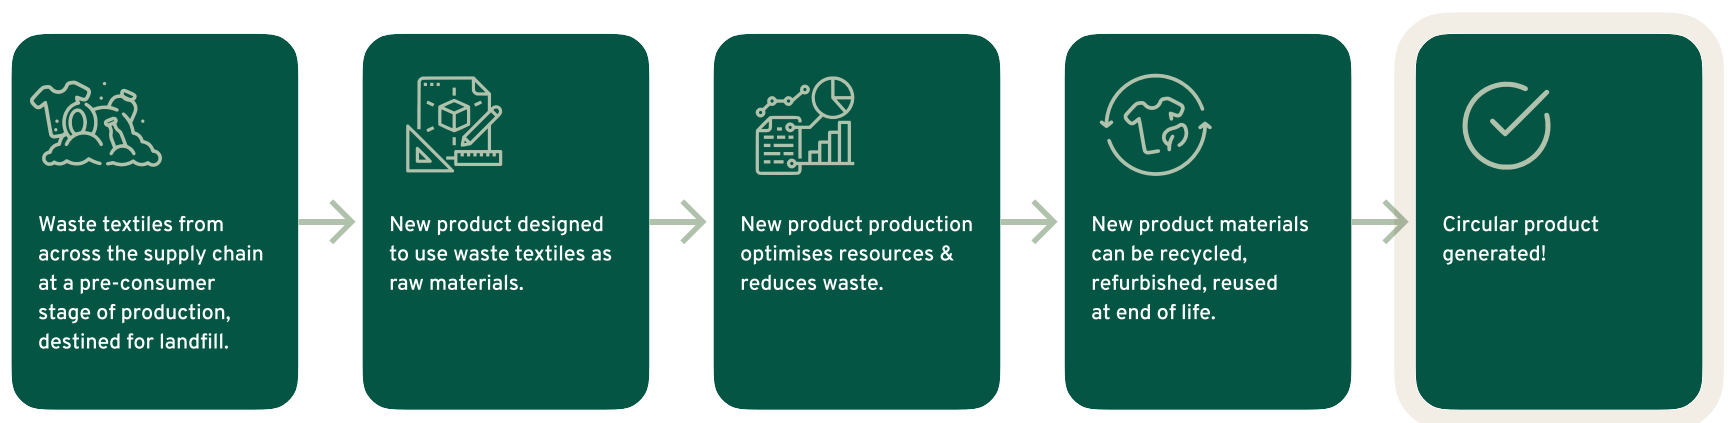 Waste textiles from
across the supply chain
at a pre-consumer
stage of production,
destined for landfill.
New product designed
to use waste textiles as
raw materials.
New product production
optimises resources &
reduces waste.
New product materials
can be recycled,
refurbished, reused
at end of life.
Circular product
generated!